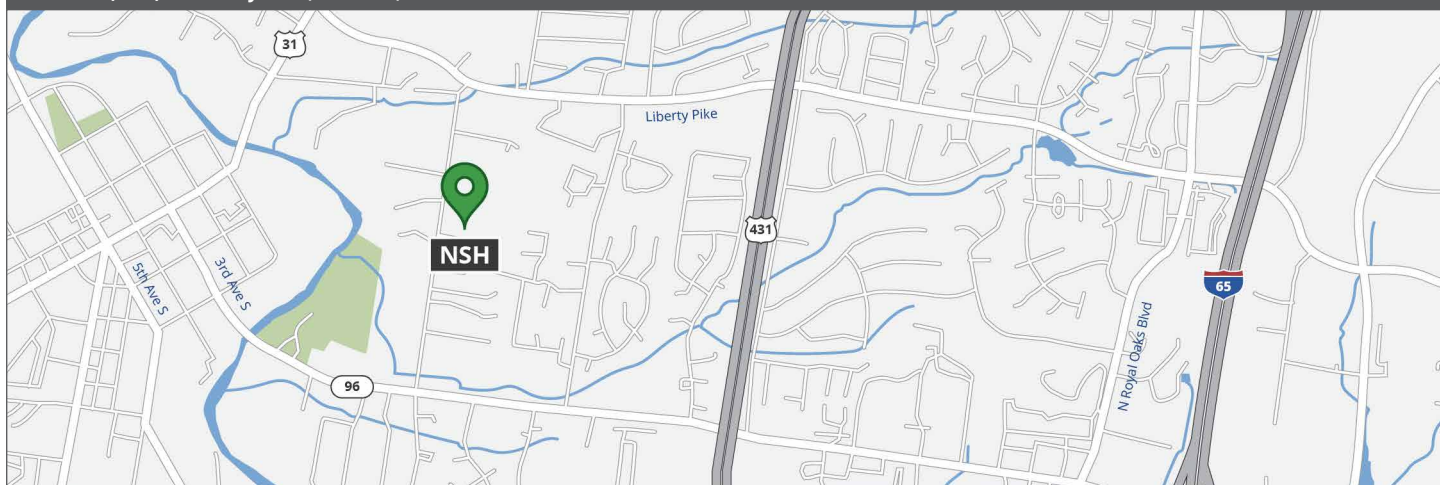 31
Liberty Pike
431
NSH
5th Ave S
3rd Ave S
65
N Royal Oaks Blvd
96